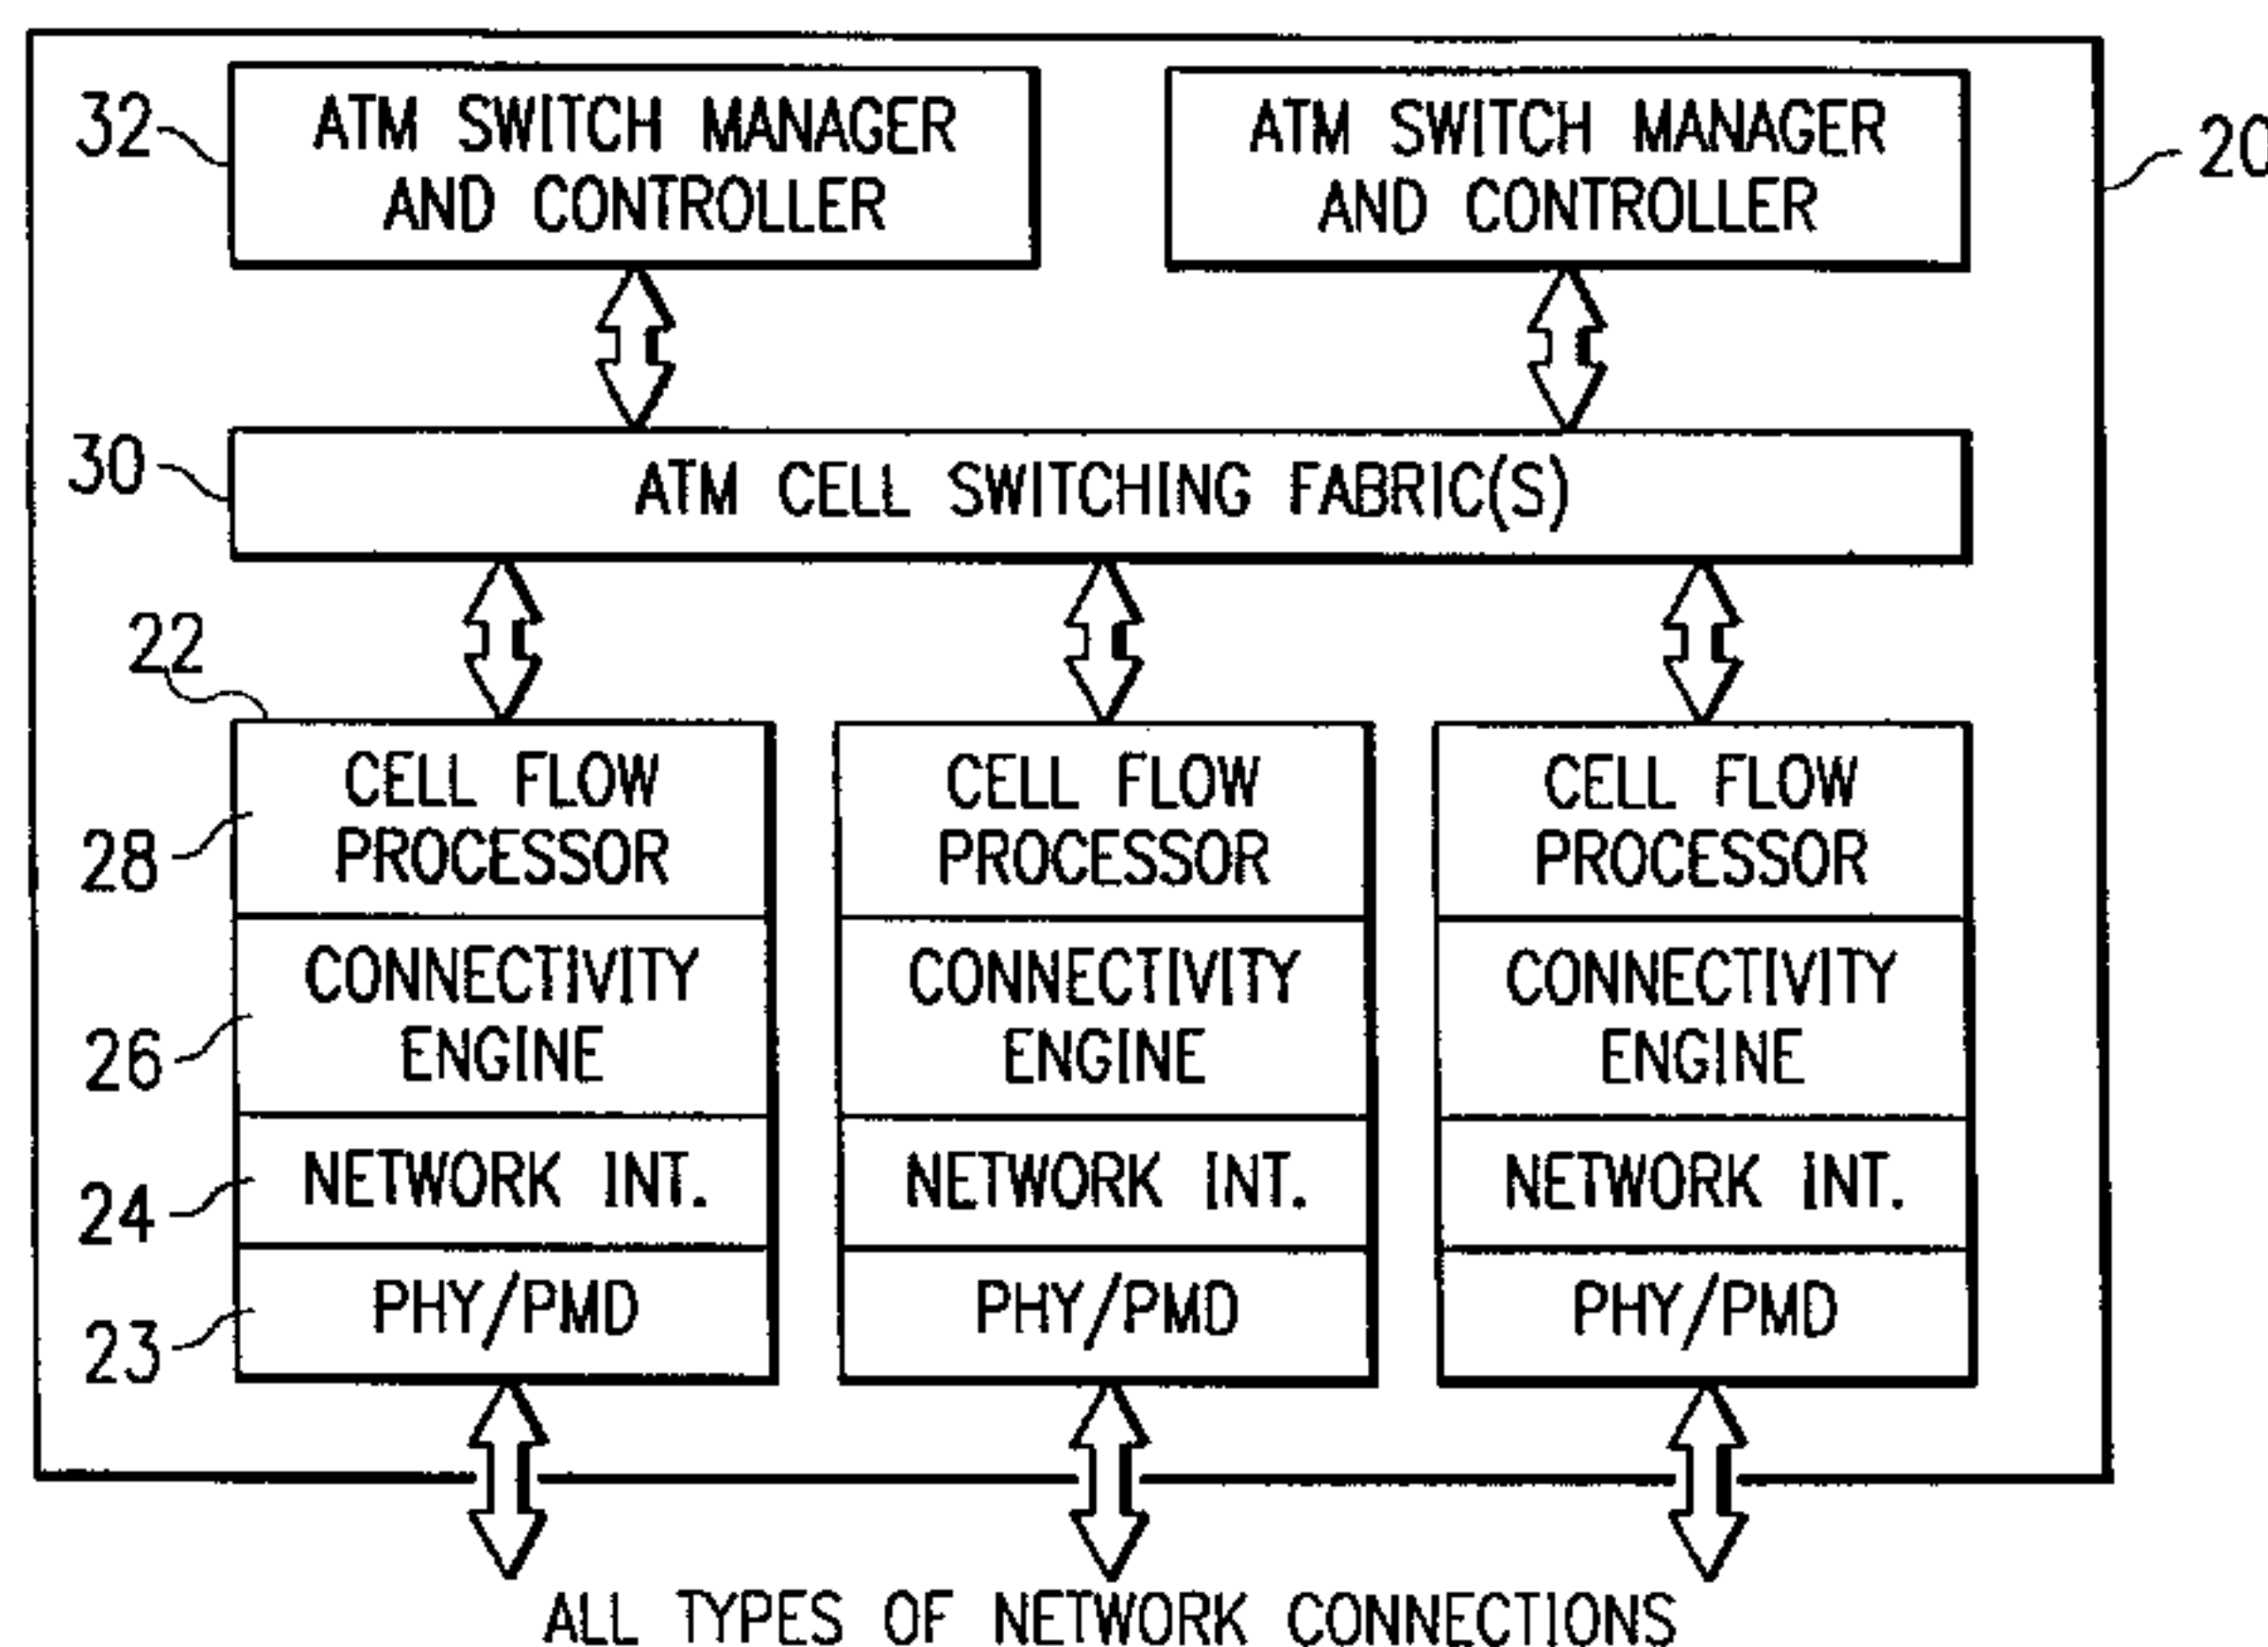 32
ATM SWITCH MANAGER
AND CONTROLLER
ATM SWITCH MANAGER
AND CONTROLLER
20
30
ATM CELL SWITCHING FABRIC(S)
22
28
CELL FLOW
PROCESSOR
CELL FLOW
PROCESSOR
CELL FLOW
PROCESSOR
26
CONNECTIVITY
ENGINE
CONNECTIVITY
ENGINE
CONNECTIVITY
ENGINE
24
NETWORK INT.
NETWORK INT.
NETWORK INT.
23
PHY/PMD
PHY/PMD
PHY/PMD
ALL TYPES OF NETWORK CONNECTIONS